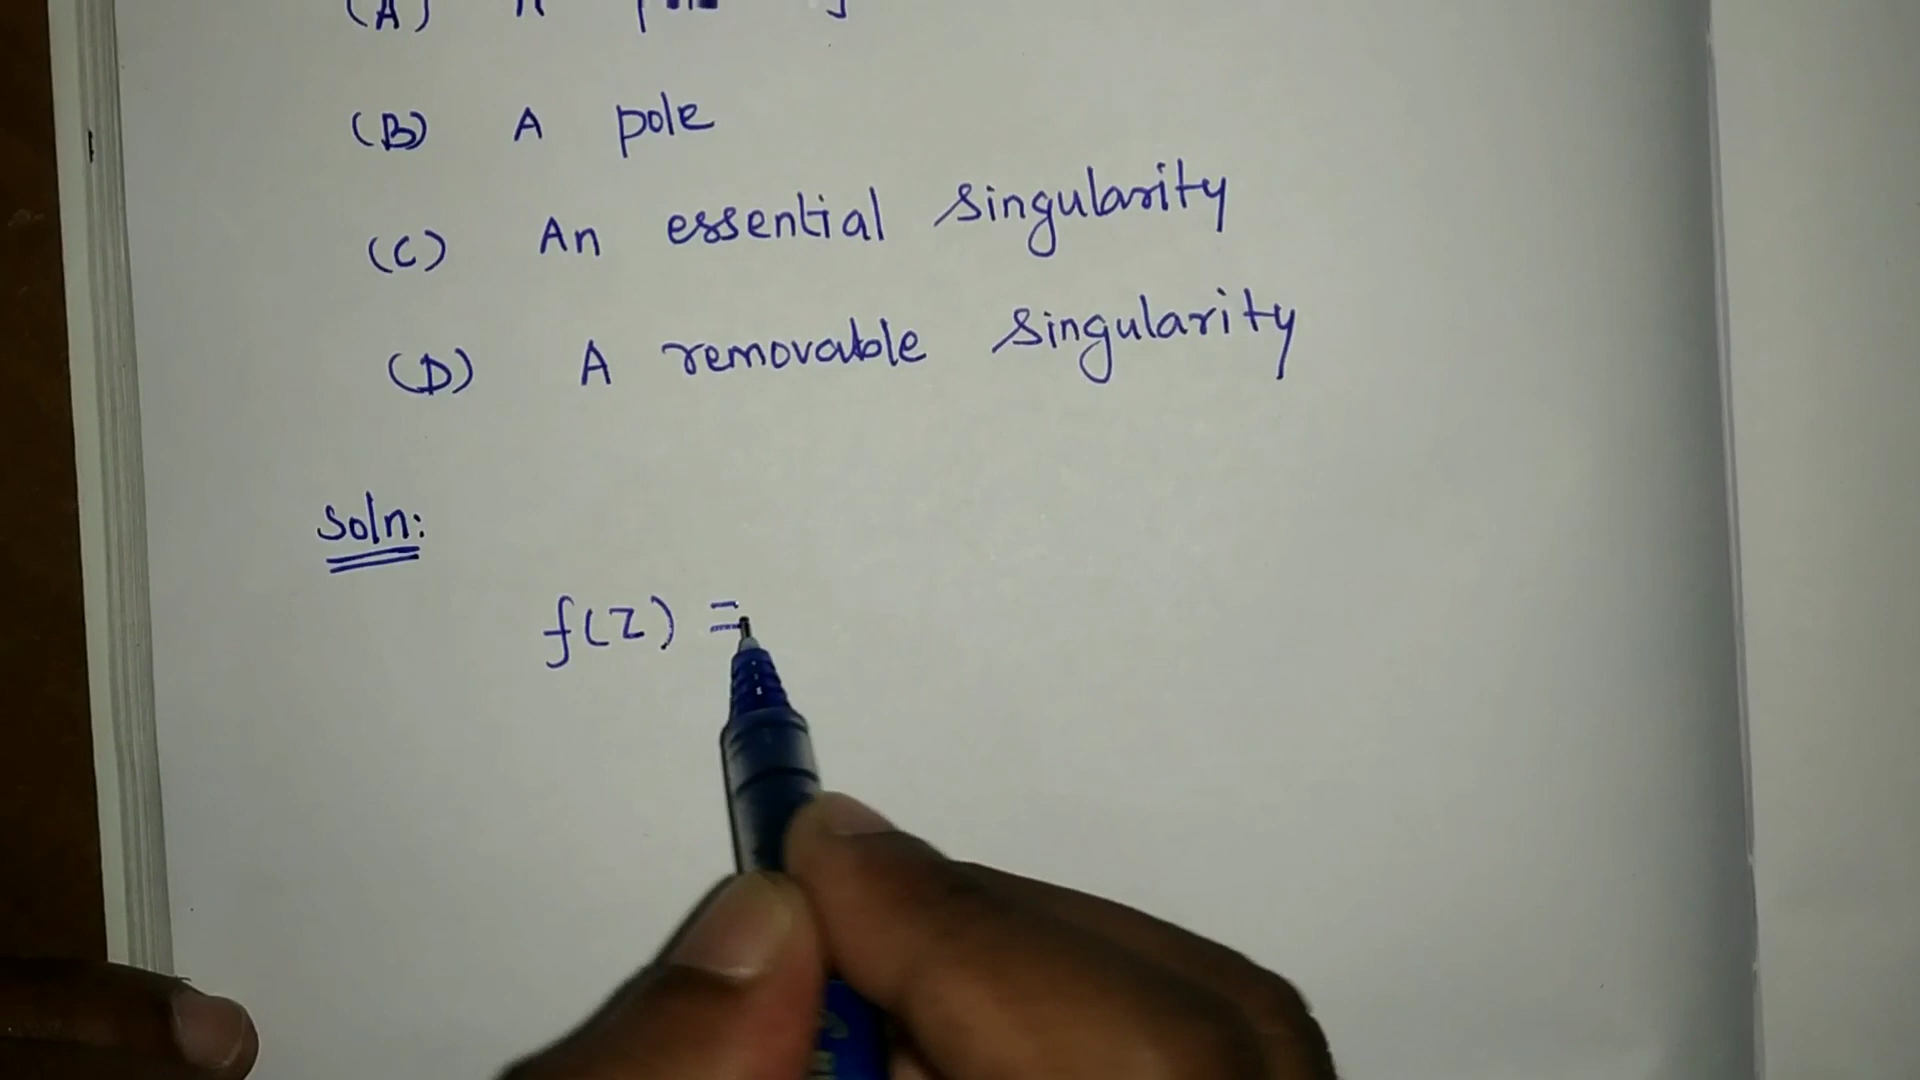 (A) A
(B) A pole
(C) An essential singularity
(D) A removable singularity
Soln:
f(z) =